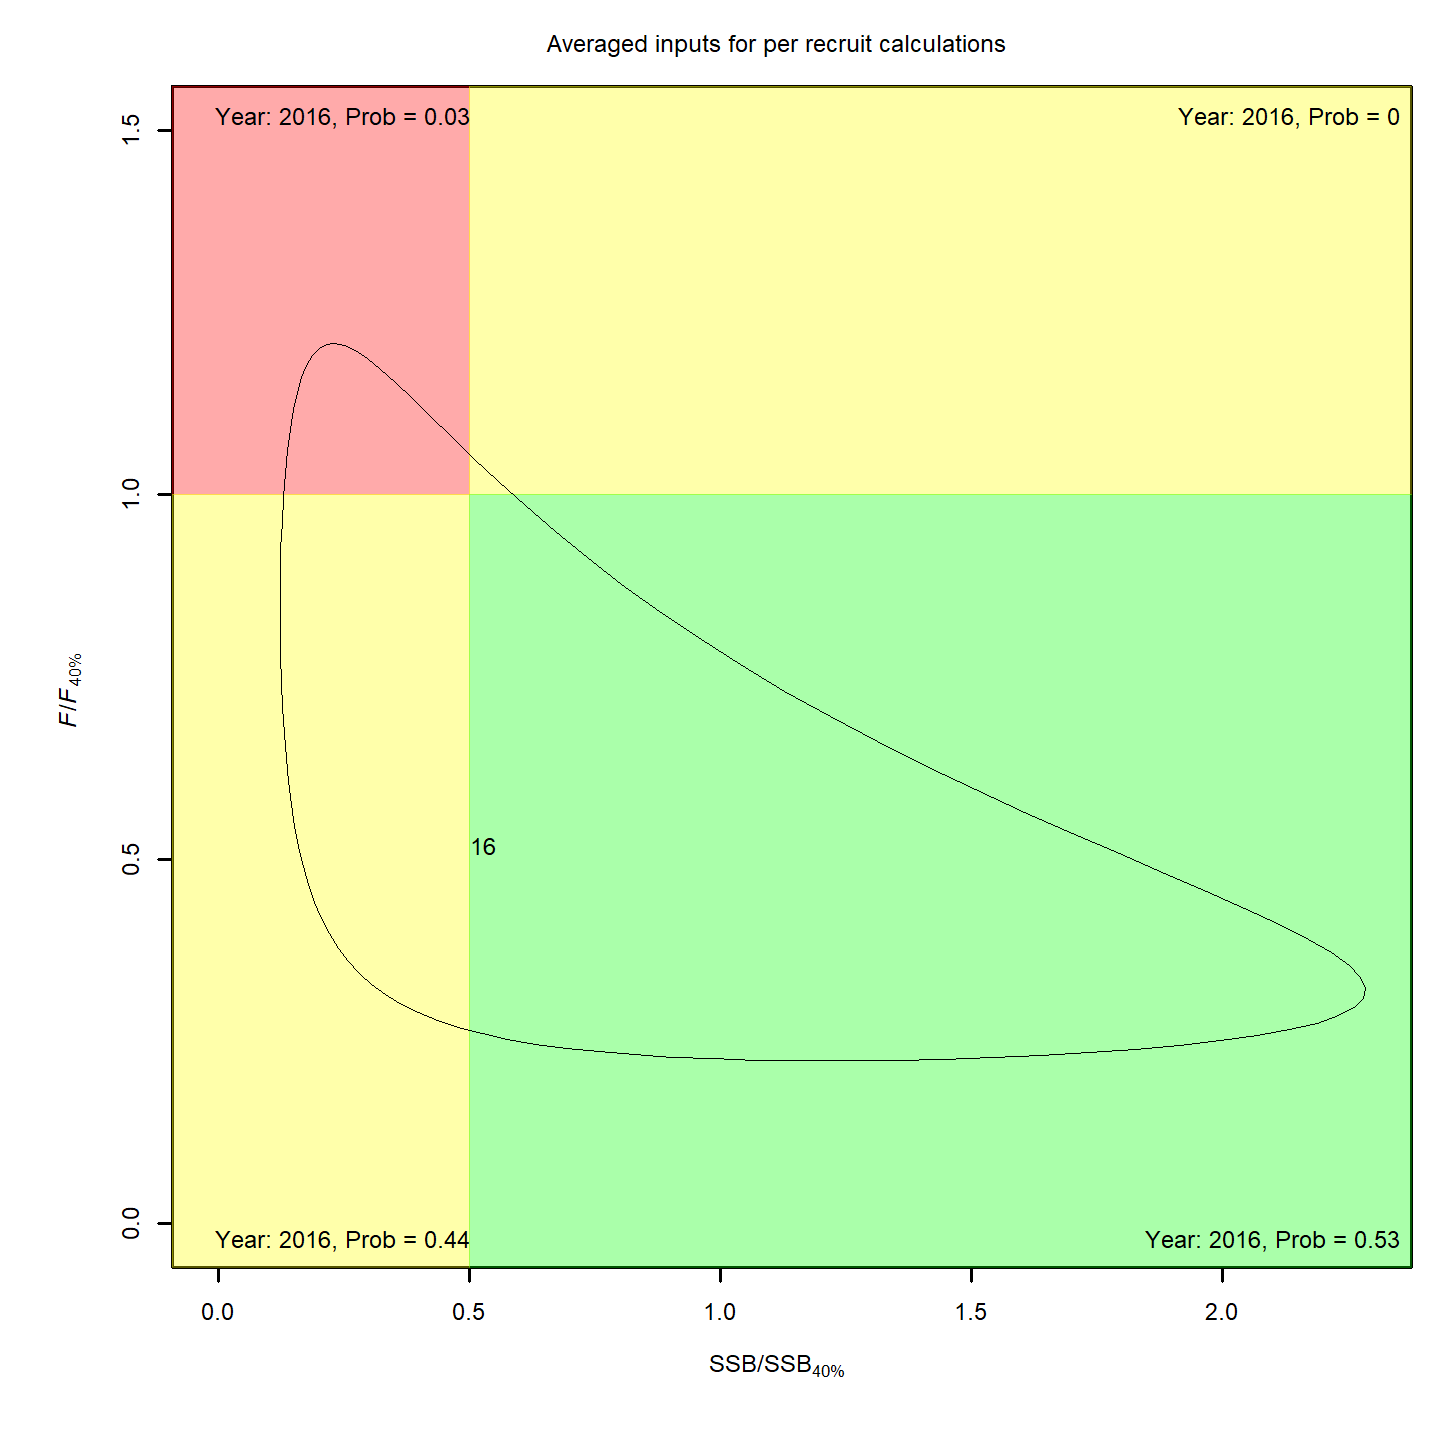 Averaged inputs for per recruit calculations
Year: 2016, Prob = 0.03
Year: 2016, Prob = 0
1.5
1.0
F/F40%
0.5
16
0.0
Year: 2016, Prob = 0.44
Year: 2016, Prob = 0.53
0.0 0.5 1.0 1.5 2.0
SSB/SSB40%